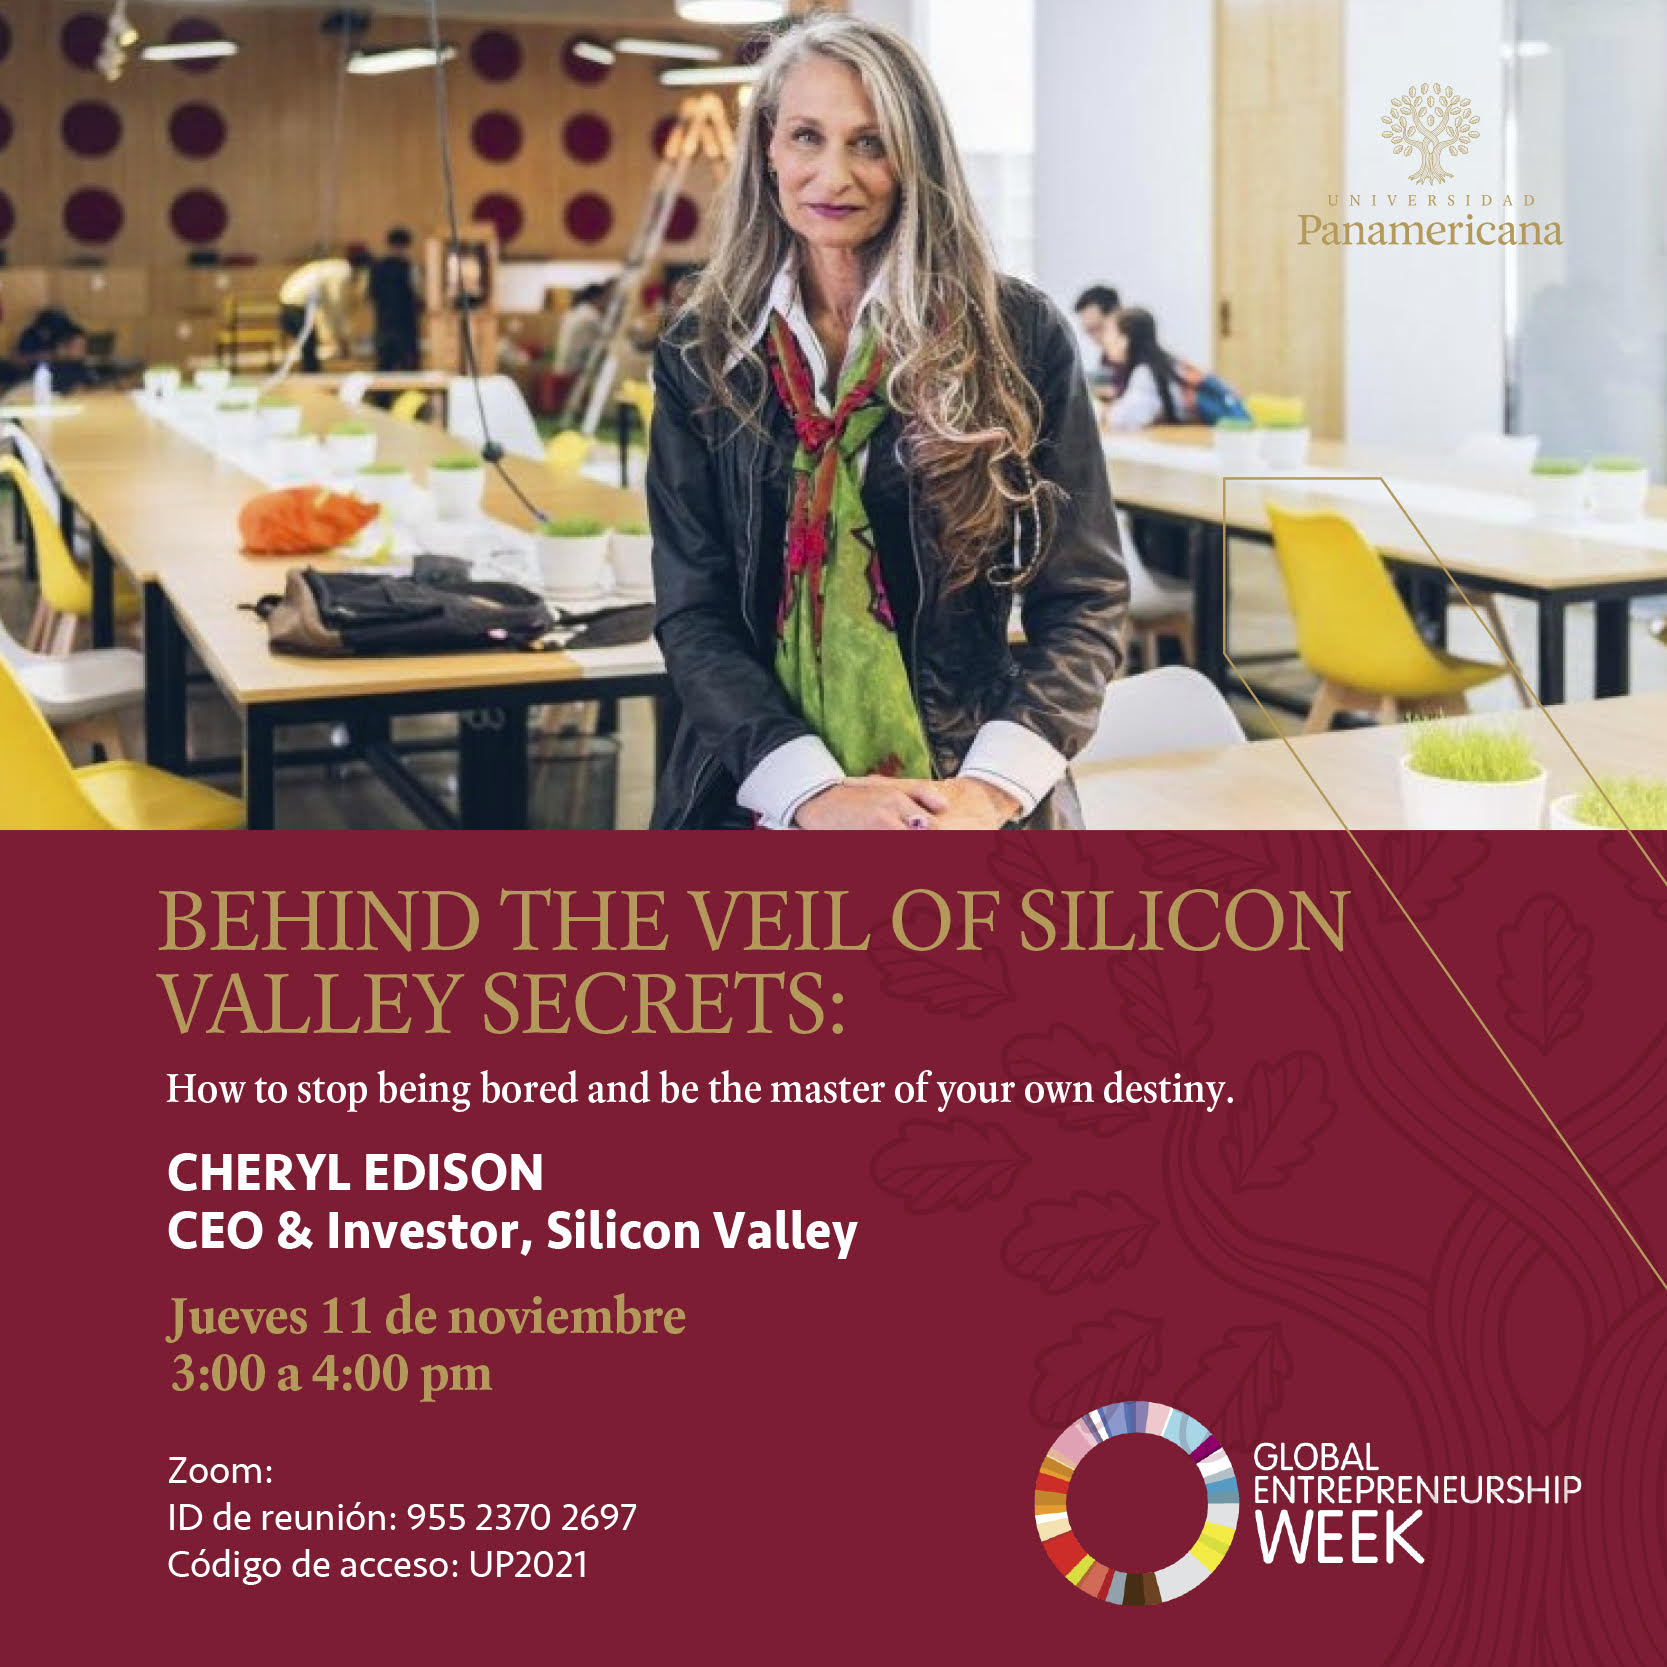 UNIVERSIDAD
Panamericana
BEHIND THE VEIL OF SILICON
VALLEY SECRETS:
How to stop being bored and be the master of your own destiny.
CHERYL EDISON
CEO & Investor, Silicon Valley
Jueves 11 de noviembre
3:00 a 4:00 pm
Zoom:
ID de reunión: 955 2370 2697
Código de acceso: UP2021
GLOBAL
ENTREPRENEURSHIP
WEEK